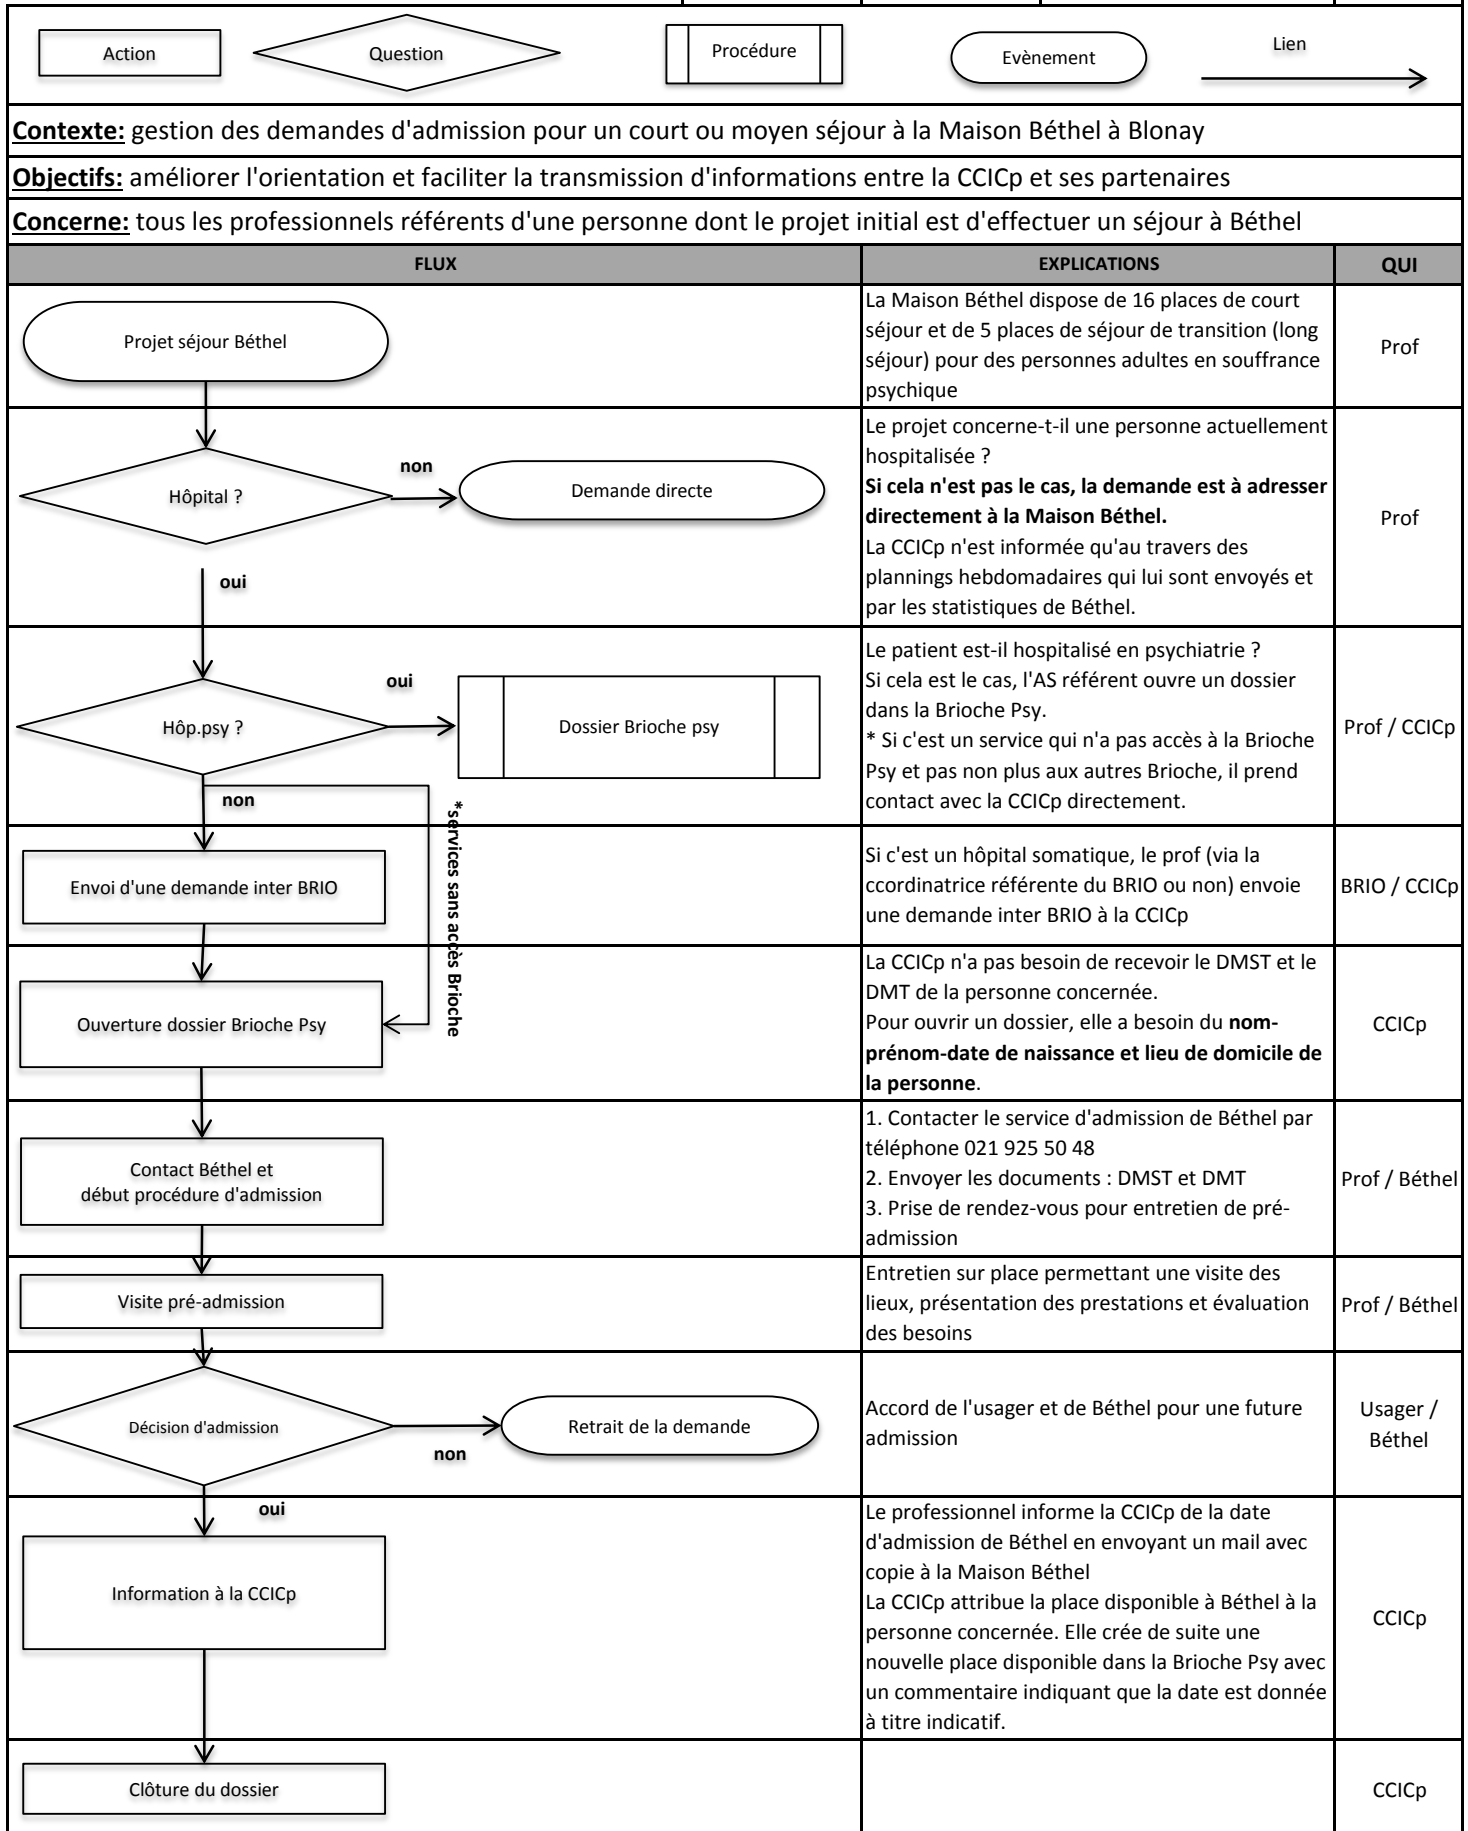 Action
Question
Procédure
Evènement
Lien
Contexte: gestion des demandes d'admission pour un court ou moyen séjour à la Maison Béthel à Blonay
Objectifs: améliorer l'orientation et faciliter la transmission d'informations entre la CCICp et ses partenaires
Concerne: tous les professionnels référents d'une personne dont le projet initial est d'effectuer un séjour à Béthel
FLUX
EXPLICATIONS
QUI
Projet séjour Béthel
La Maison Béthel dispose de 16 places de court
séjour et de 5 places de séjour de transition (long
séjour) pour des personnes adultes en souffrance
psychique
Prof
Hôpital ?
non
Demande directe
oui
Le projet concerne-t-il une personne actuellement
hospitalisée ?
Si cela n'est pas le cas, la demande est à adresser
directement à la Maison Béthel.
La CCICp n'est informée qu'au travers des
plannings hebdomadaires qui lui sont envoyés et
par les statistiques de Béthel.
Prof
Hôp.psy ?
oui
Dossier Brioche psy
non
*services sans accès Brioche
Le patient est-il hospitalisé en psychiatrie ?
Si cela est le cas, l'AS référent ouvre un dossier
dans la Brioche Psy.
* Si c'est un service qui n'a pas accès à la Brioche
Psy et pas non plus aux autres Brioche, il prend
contact avec la CCICp directement.
Prof / CCICp
Envoi d'une demande inter BRIO
Si c'est un hôpital somatique, le prof (via la
ccordinatrice référente du BRIO ou non) envoie
une demande inter BRIO à la CCICp
BRIO / CCICp
Ouverture dossier Brioche Psy
La CCICp n'a pas besoin de recevoir le DMST et le
DMT de la personne concernée.
Pour ouvrir un dossier, elle a besoin du nom-
prénom-date de naissance et lieu de domicile de
la personne.
CCICp
Contact Béthel et
début procédure d'admission
1. Contacter le service d'admission de Béthel par
téléphone 021 925 50 48
2. Envoyer les documents : DMST et DMT
3. Prise de rendez-vous pour entretien de pré-
admission
Prof / Béthel
Visite pré-admission
Entretien sur place permettant une visite des
lieux, présentation des prestations et évaluation
des besoins
Prof / Béthel
Décision d'admission
non
Retrait de la demande
Accord de l'usager et de Béthel pour une future
admission
Usager /
Béthel
oui
Information à la CCICp
Le professionnel informe la CCICp de la date
d'admission de Béthel en envoyant un mail avec
copie à la Maison Béthel
La CCICp attribue la place disponible à Béthel à la
personne concernée. Elle crée de suite une
nouvelle place disponible dans la Brioche Psy avec
un commentaire indiquant que la date est donnée
à titre indicatif.
CCICp
Clôture du dossier
CCICp